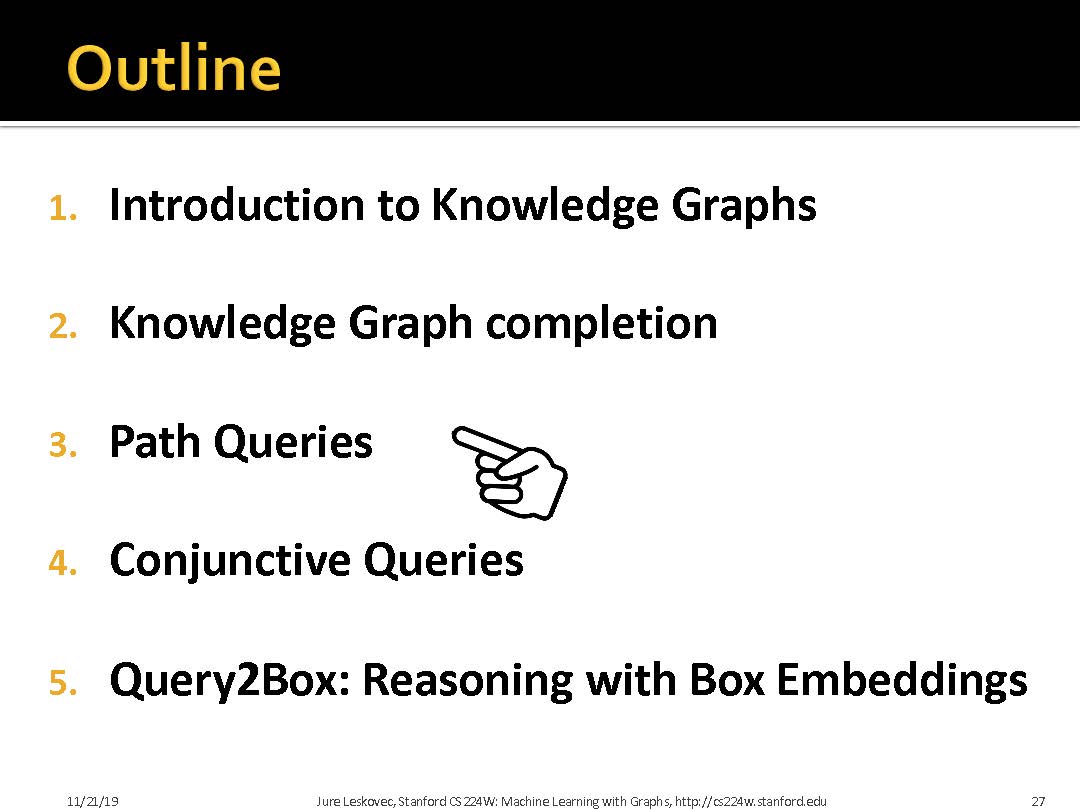 Outline
1. Introduction to Knowledge Graphs
2. Knowledge Graph completion
3. Path Queries
4. Conjunctive Queries
5. Query2Box: Reasoning with Box Embeddings
11/21/19 Jure Leskovec, Stanford CS224W: Machine Learning with Graphs, http://cs224w.stanford.edu 27